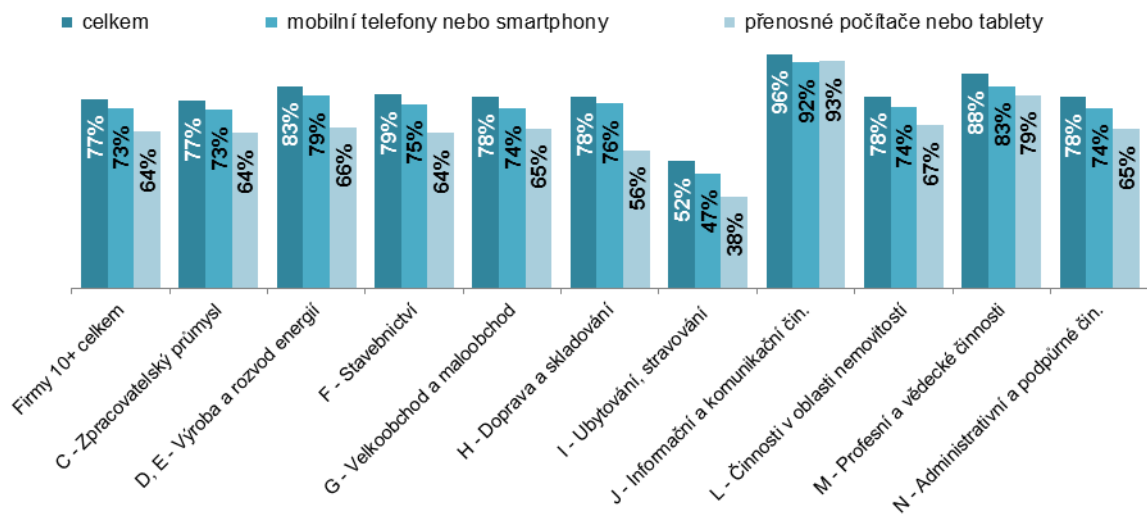 celkem
mobilní telefony nebo smartphony
přenosné počítače nebo tablety
77%
73%
64%
77%
73%
64%
83%
79%
66%
79%
75%
64%
78%
74%
65%
78%
76%
56%
52%
47%
38%
96%
92%
93%
78%
74%
67%
88%
83%
79%
78%
74%
65%
Firmy 10+ celkem
C - Zpracovatelský průmysl
D, E - Výroba a rozvod energií
F - Stavebnictví
G - Velkoobchod a maloobchod
H - Doprava a skladování
I - Ubytování, stravování
J - Informační a komunikační čin.
L - Činnosti v oblasti nemovitostí
M - Profesní a vědecké činnosti
N - Administrativní a podpůrné čin.